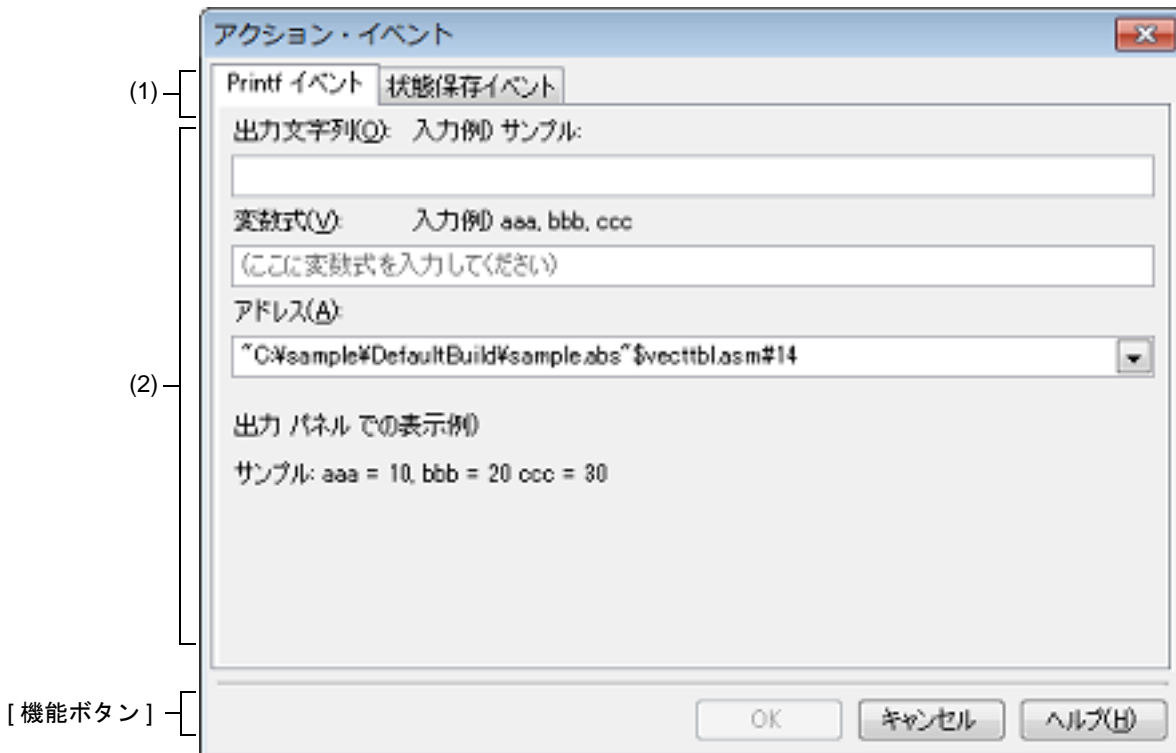 アクション・イベント
(1)
Printf イベント 状態保存イベント
出力文字列(O): 入力例) サンプル:
変数式(V): 入力例) aaa, bbb, ccc
(ここに変数式を入力してください)
アドレス(A):
"C:¥sample¥DefaultBuild¥sample.abs"$vecttbl.asm#14
(2)
出力 パネル での表示例)
サンプル: aaa = 10, bbb = 20 ccc = 30
[ 機能ボタン ]
OK キャンセル ヘルプ(H)